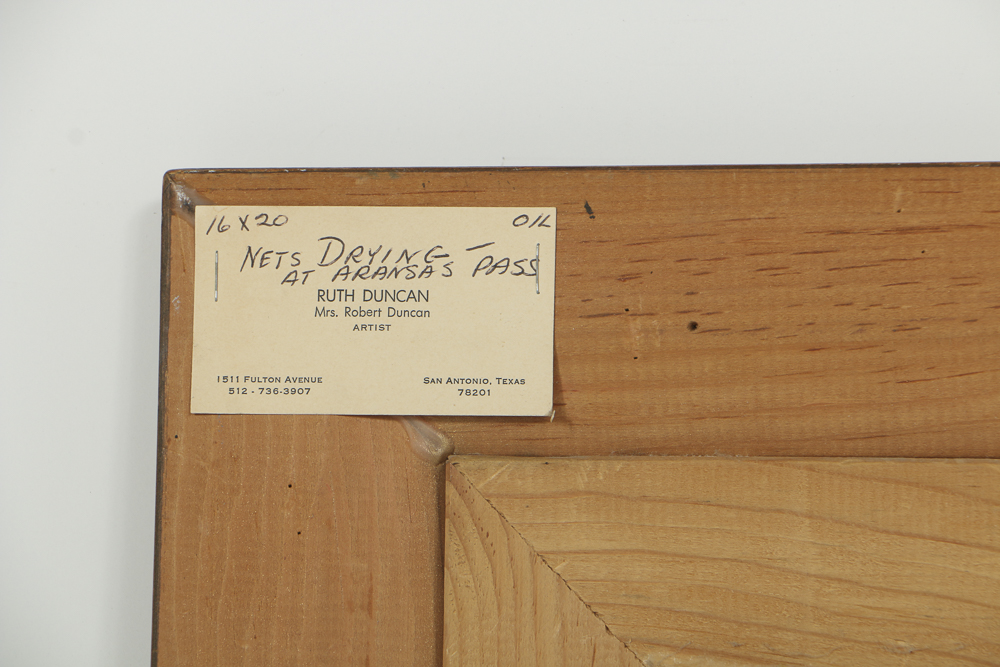 16 X 20 OIL
NETS DRYING —
AT ARANSAS PASS
RUTH DUNCAN
Mrs. Robert Duncan
ARTIST
1511 FULTON AVENUE SAN ANTONIO, TEXAS
512 - 736-3907 78201